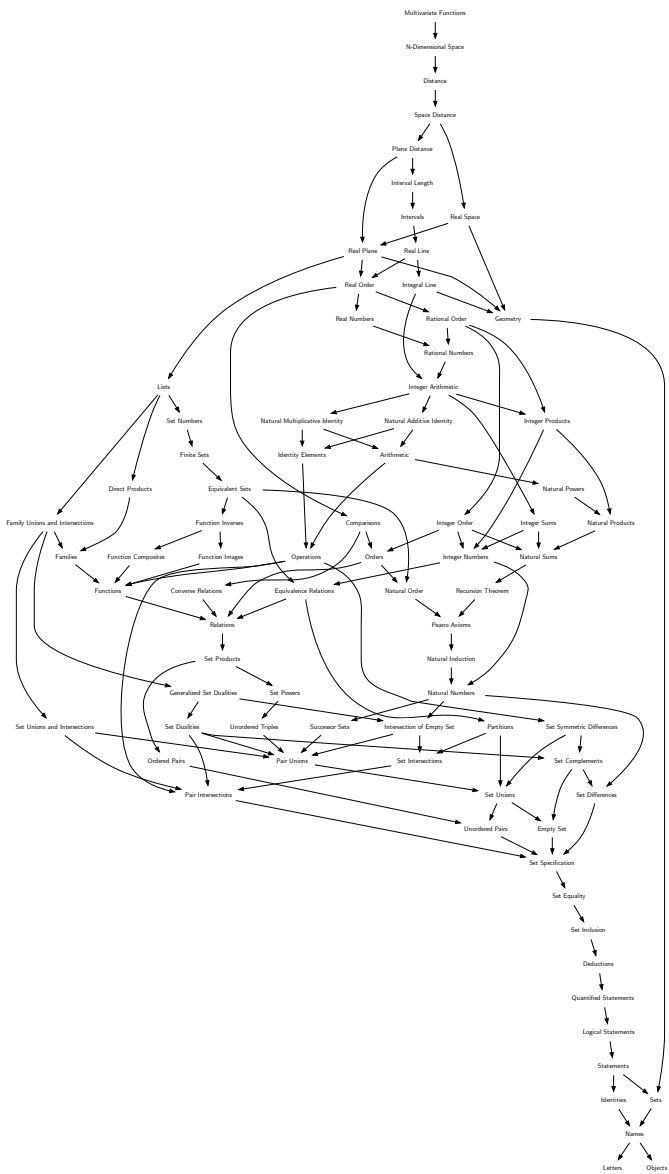 Multivariate Functions
N-Dimensional Space
Distance
Space Distance
Plane Distance
Interval Length
Intervals Real Space
Real Plane Real Line
Real Order Integral Line
Real Numbers Rational Order Geometry
Rational Numbers
Lists Integer Arithmetic
Set Numbers Natural Multiplicative Identity Natural Additive Identity Integer Products
Finite Sets Identity Elements Arithmetic
Direct Products Equivalent Sets Natural Powers
Family Unions and Intersections Function Inverses Comparisons Integer Order Integer Sums Natural Products
Families Function Composites Function Images Operations Orders Integer Numbers Natural Sums
Functions Converse Relations Equivalence Relations Natural Order Recursion Theorem
Relations Peano Axioms
Set Products Natural Induction
Generalized Set Dualities Set Powers Natural Numbers
Set Unions and Intersections Set Dualities Unordered Triples Successor Sets Intersection of Empty Set Partitions Set Symmetric Differences
Ordered Pairs Pair Unions Set Intersections Set Complements
Pair Intersections Set Unions Set Differences
Unordered Pairs Empty Set
Set Specification
Set Equality
Set Inclusion
Deductions
Quantified Statements
Logical Statements
Statements
Identities Sets
Names
Letters Objects